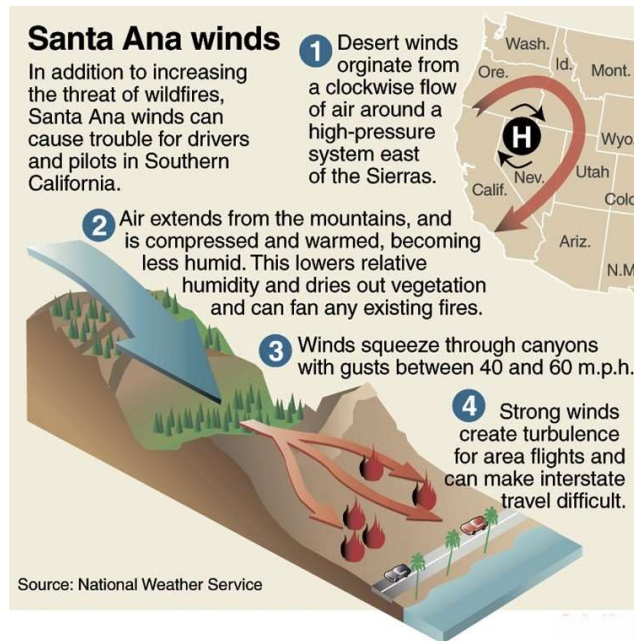 Santa Ana winds
In addition to increasing
the threat of wildfires,
Santa Ana winds can
cause trouble for drivers
and pilots in Southern
California.
1 Desert winds
orginate from
a clockwise flow
of air around a
high-pressure
system east
of the Sierras.
Wash.
Ore.
Id.
Mont.
H
Wyo.
Nev.
Utah
Calif.
Colo
Ariz.
N.M
2 Air extends from the mountains, and
is compressed and warmed, becoming
less humid. This lowers relative
humidity and dries out vegetation
and can fan any existing fires.
3 Winds squeeze through canyons
with gusts between 40 and 60 m.p.h.
4 Strong winds
create turbulence
for area flights and
can make interstate
travel difficult.
Source: National Weather Service